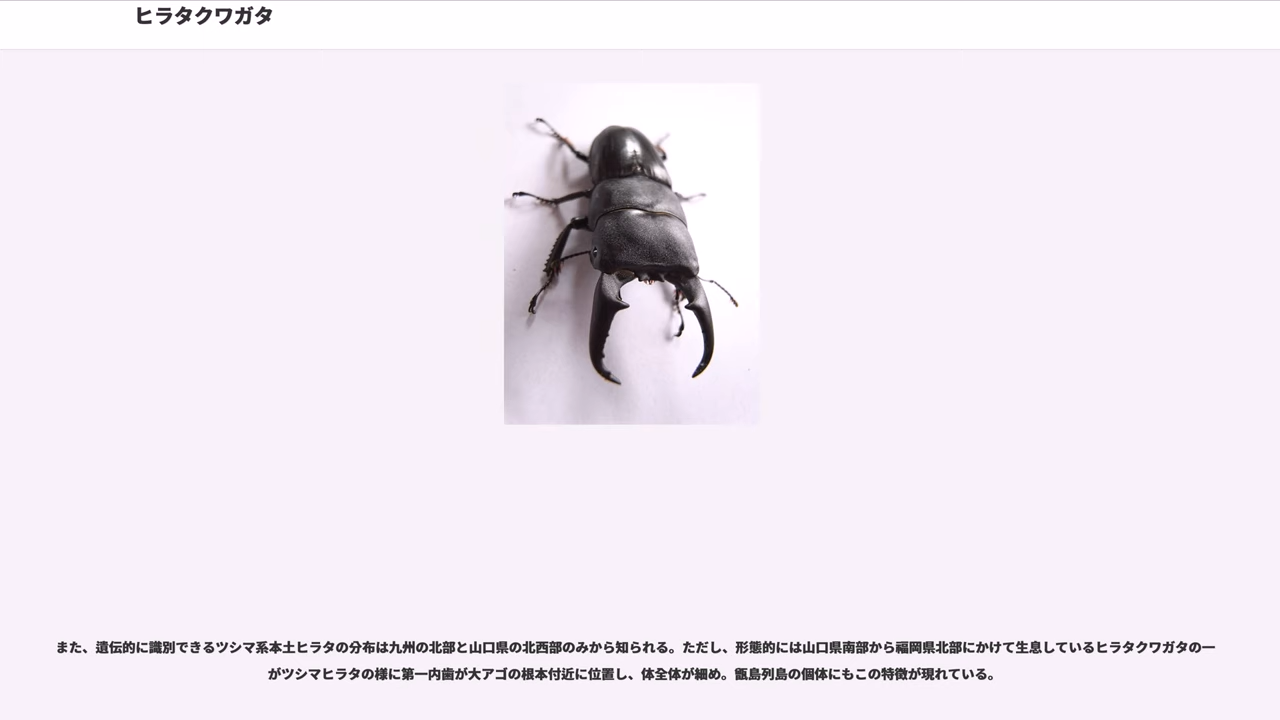 ヒラタクワガタ
また、遺伝的に識別できるツシマ系本土ヒラタの分布は九州の北部と山口県の北西部のみから知られる。ただし、形態的には山口県南部から福岡県北部にかけて生息しているヒラタクワガタの一
がツシマヒラタの様に第一内歯が大アゴの根本付近に位置し、体全体が細め。甑島列島の個体にもこの特徴が現れている。